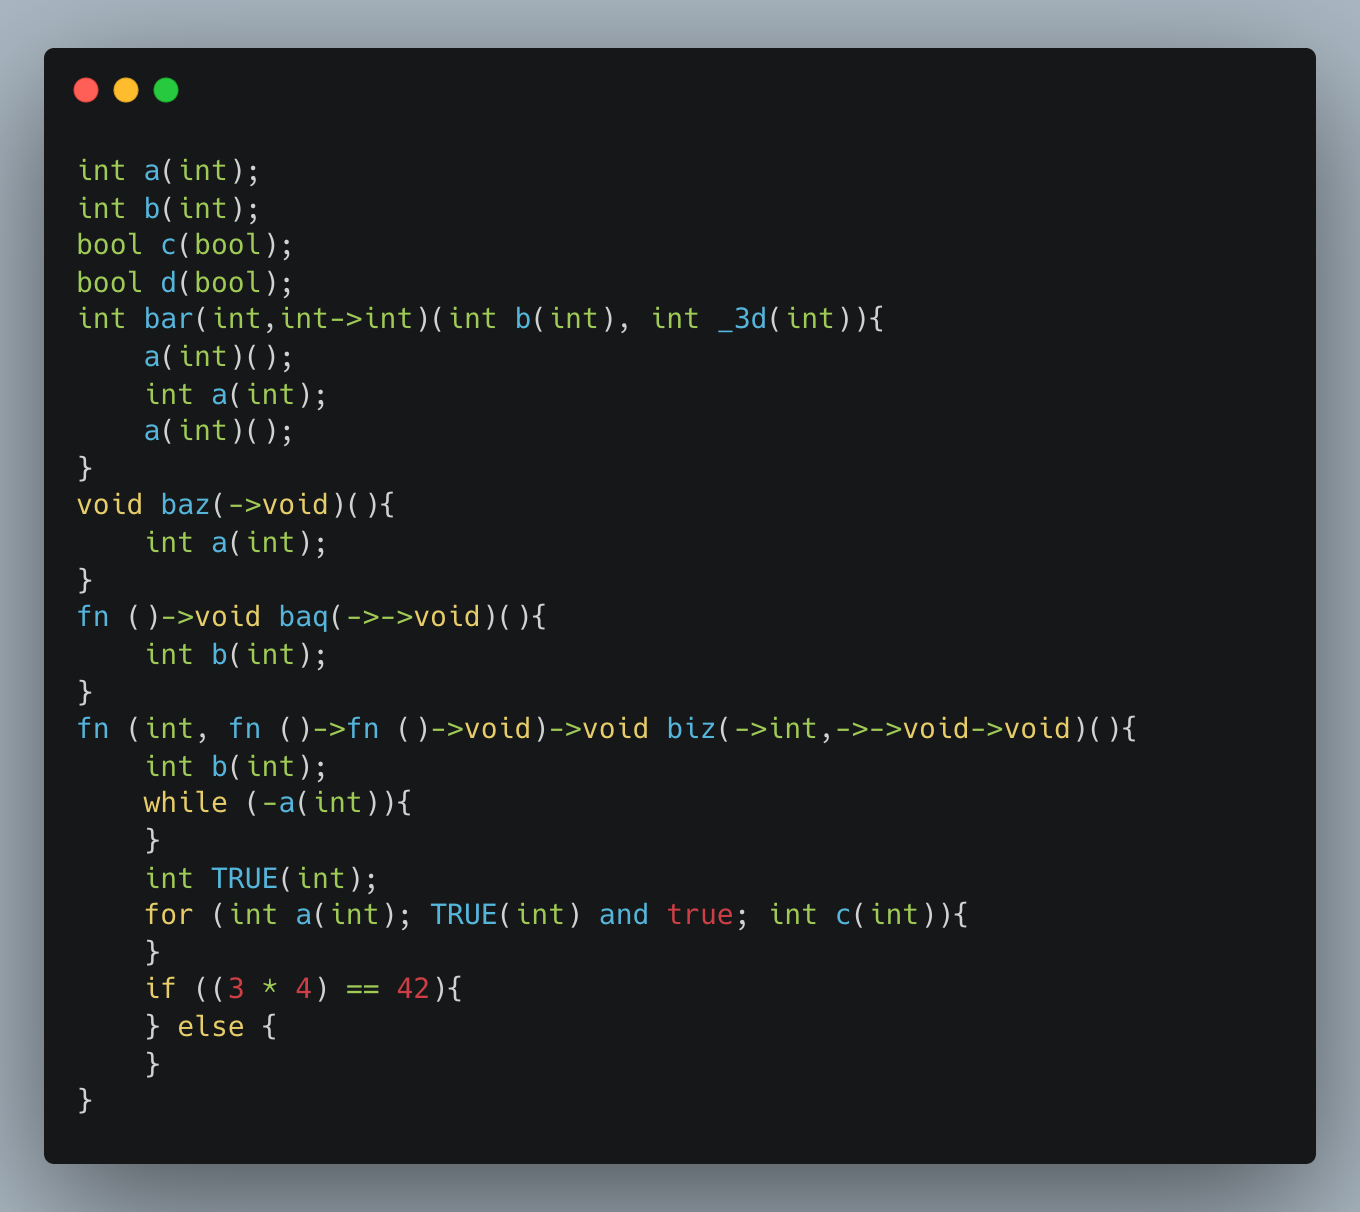 int a(int);
int b(int);
bool c(bool);
bool d(bool);
int bar(int,int->int)(int b(int), int _3d(int)){
    a(int)();
    int a(int);
    a(int)();
}
void baz(->void)(){
    int a(int);
}
fn ()->void baq(->->void)(){
    int b(int);
}
fn (int, fn ()->fn ()->void)->void biz(->int,->->void->void)(){
    int b(int);
    while (-a(int)){
    }
    int TRUE(int);
    for (int a(int); TRUE(int) and true; int c(int)){
    }
    if ((3 * 4) == 42){
    } else {
    }
}